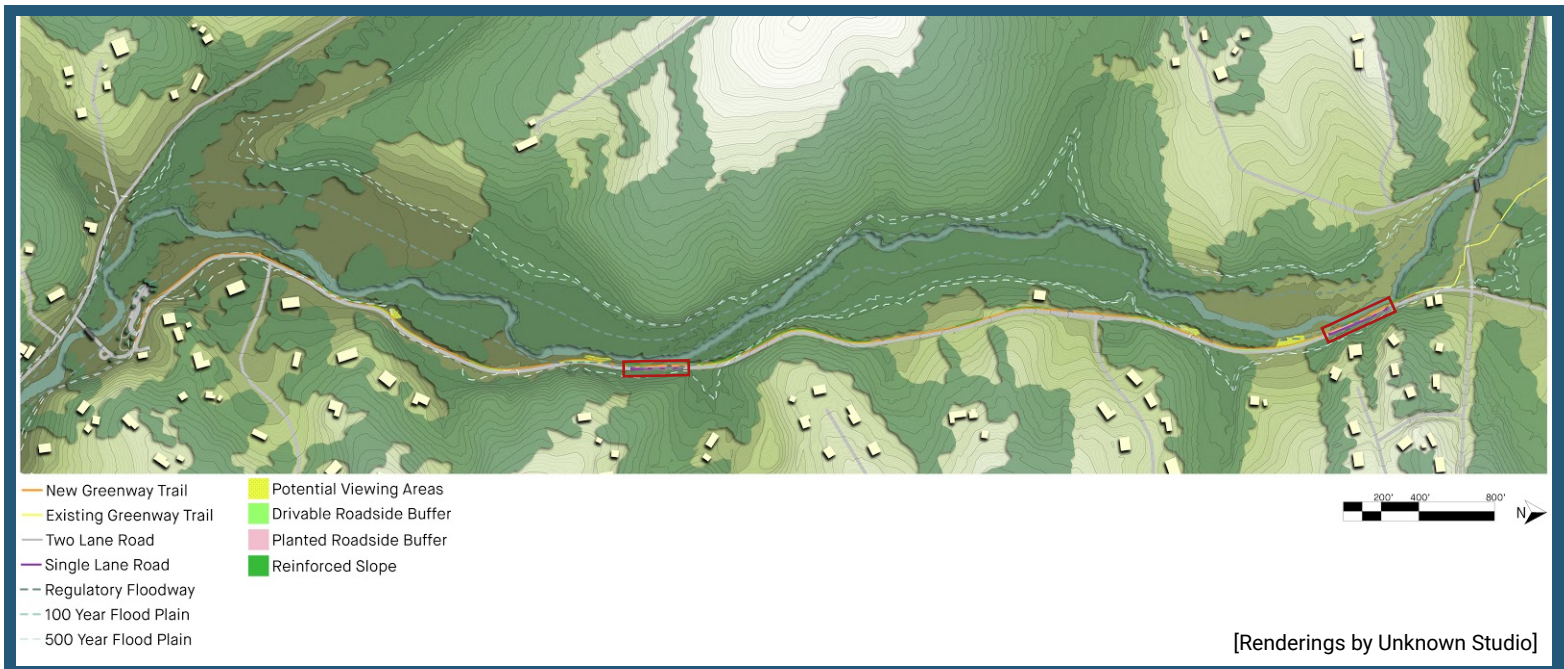 New Greenway Trail
Existing Greenway Trail
Two Lane Road
Single Lane Road
Regulatory Floodway
100 Year Flood Plain
500 Year Flood Plain
Potential Viewing Areas
Drivable Roadside Buffer
Planted Roadside Buffer
Reinforced Slope
200' 400' 800'
N
[Renderings by Unknown Studio]